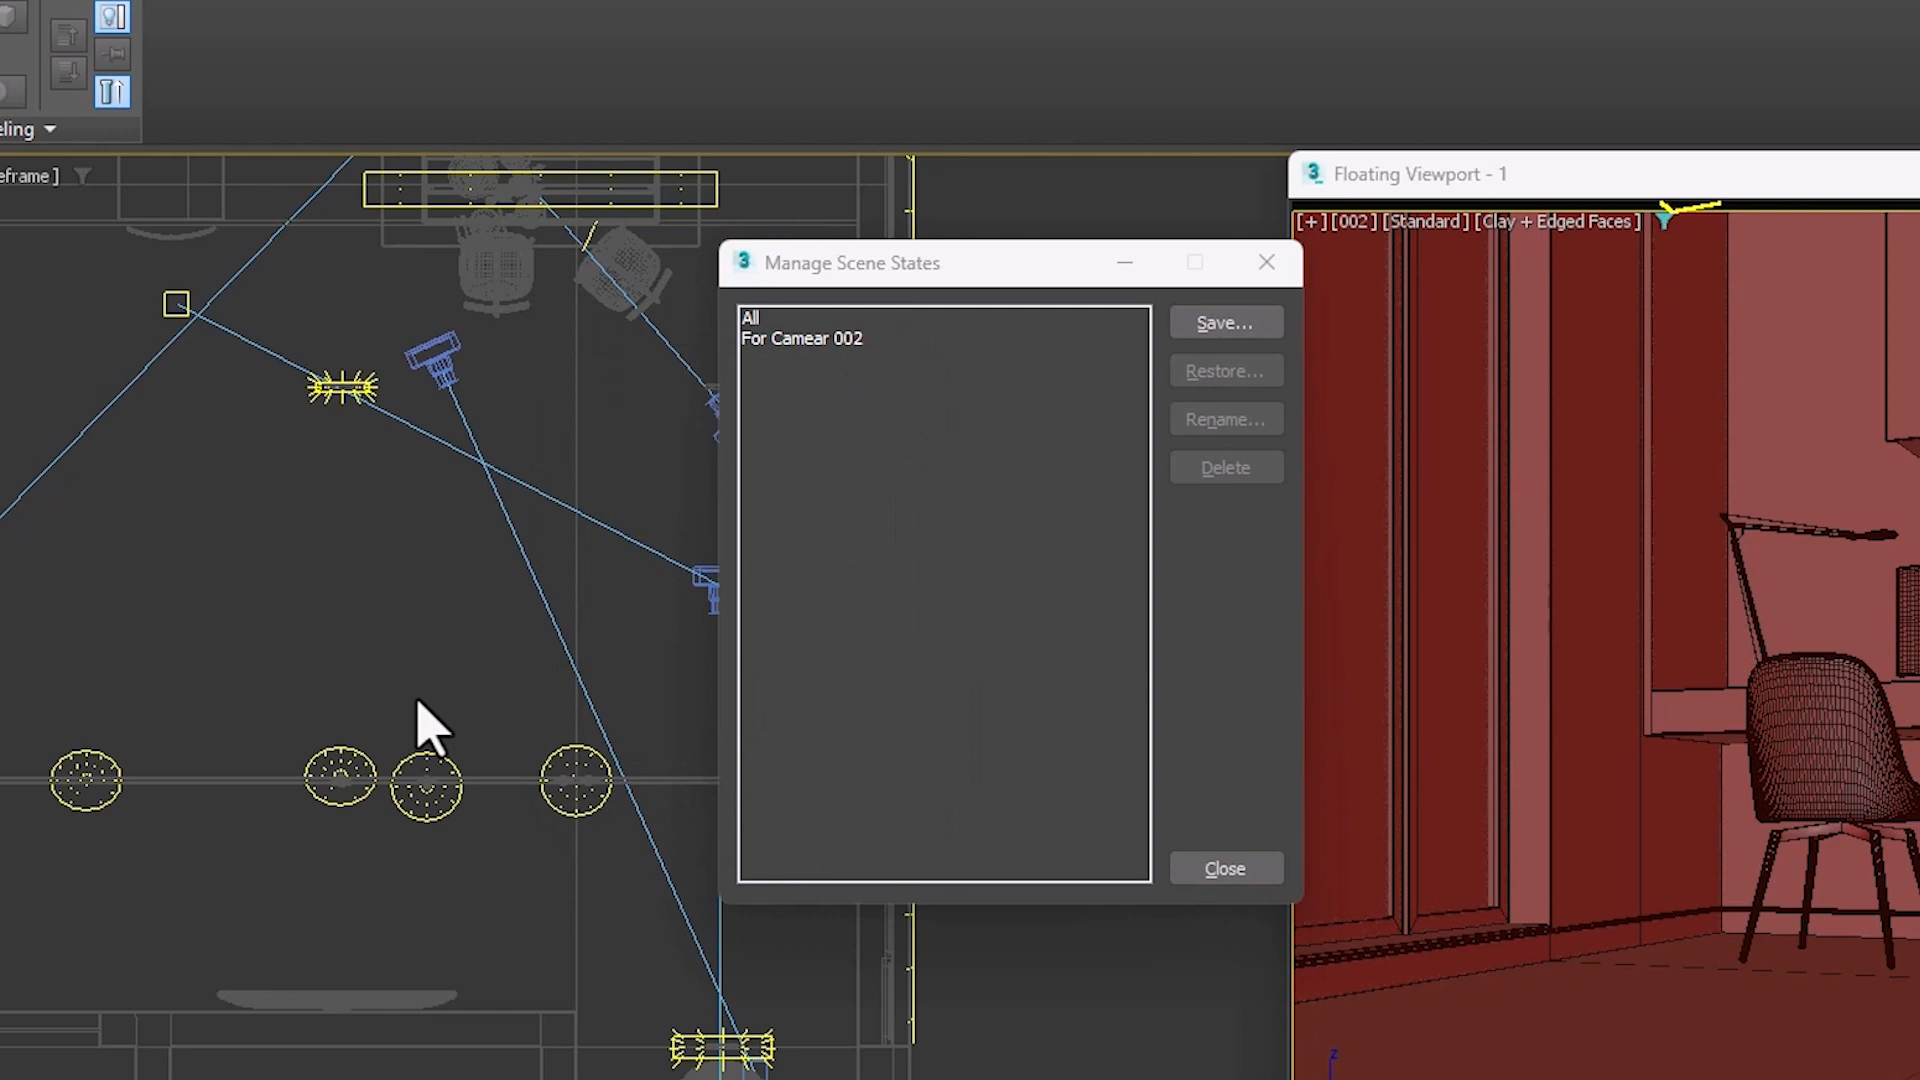 eling
eframe ]
Floating Viewport - 1
[+] [002 ] [Standard ] [Clay + Edged Faces ]
Manage Scene States
All
For Camear 002
Save...
Restore...
Rename...
Delete
Close
z